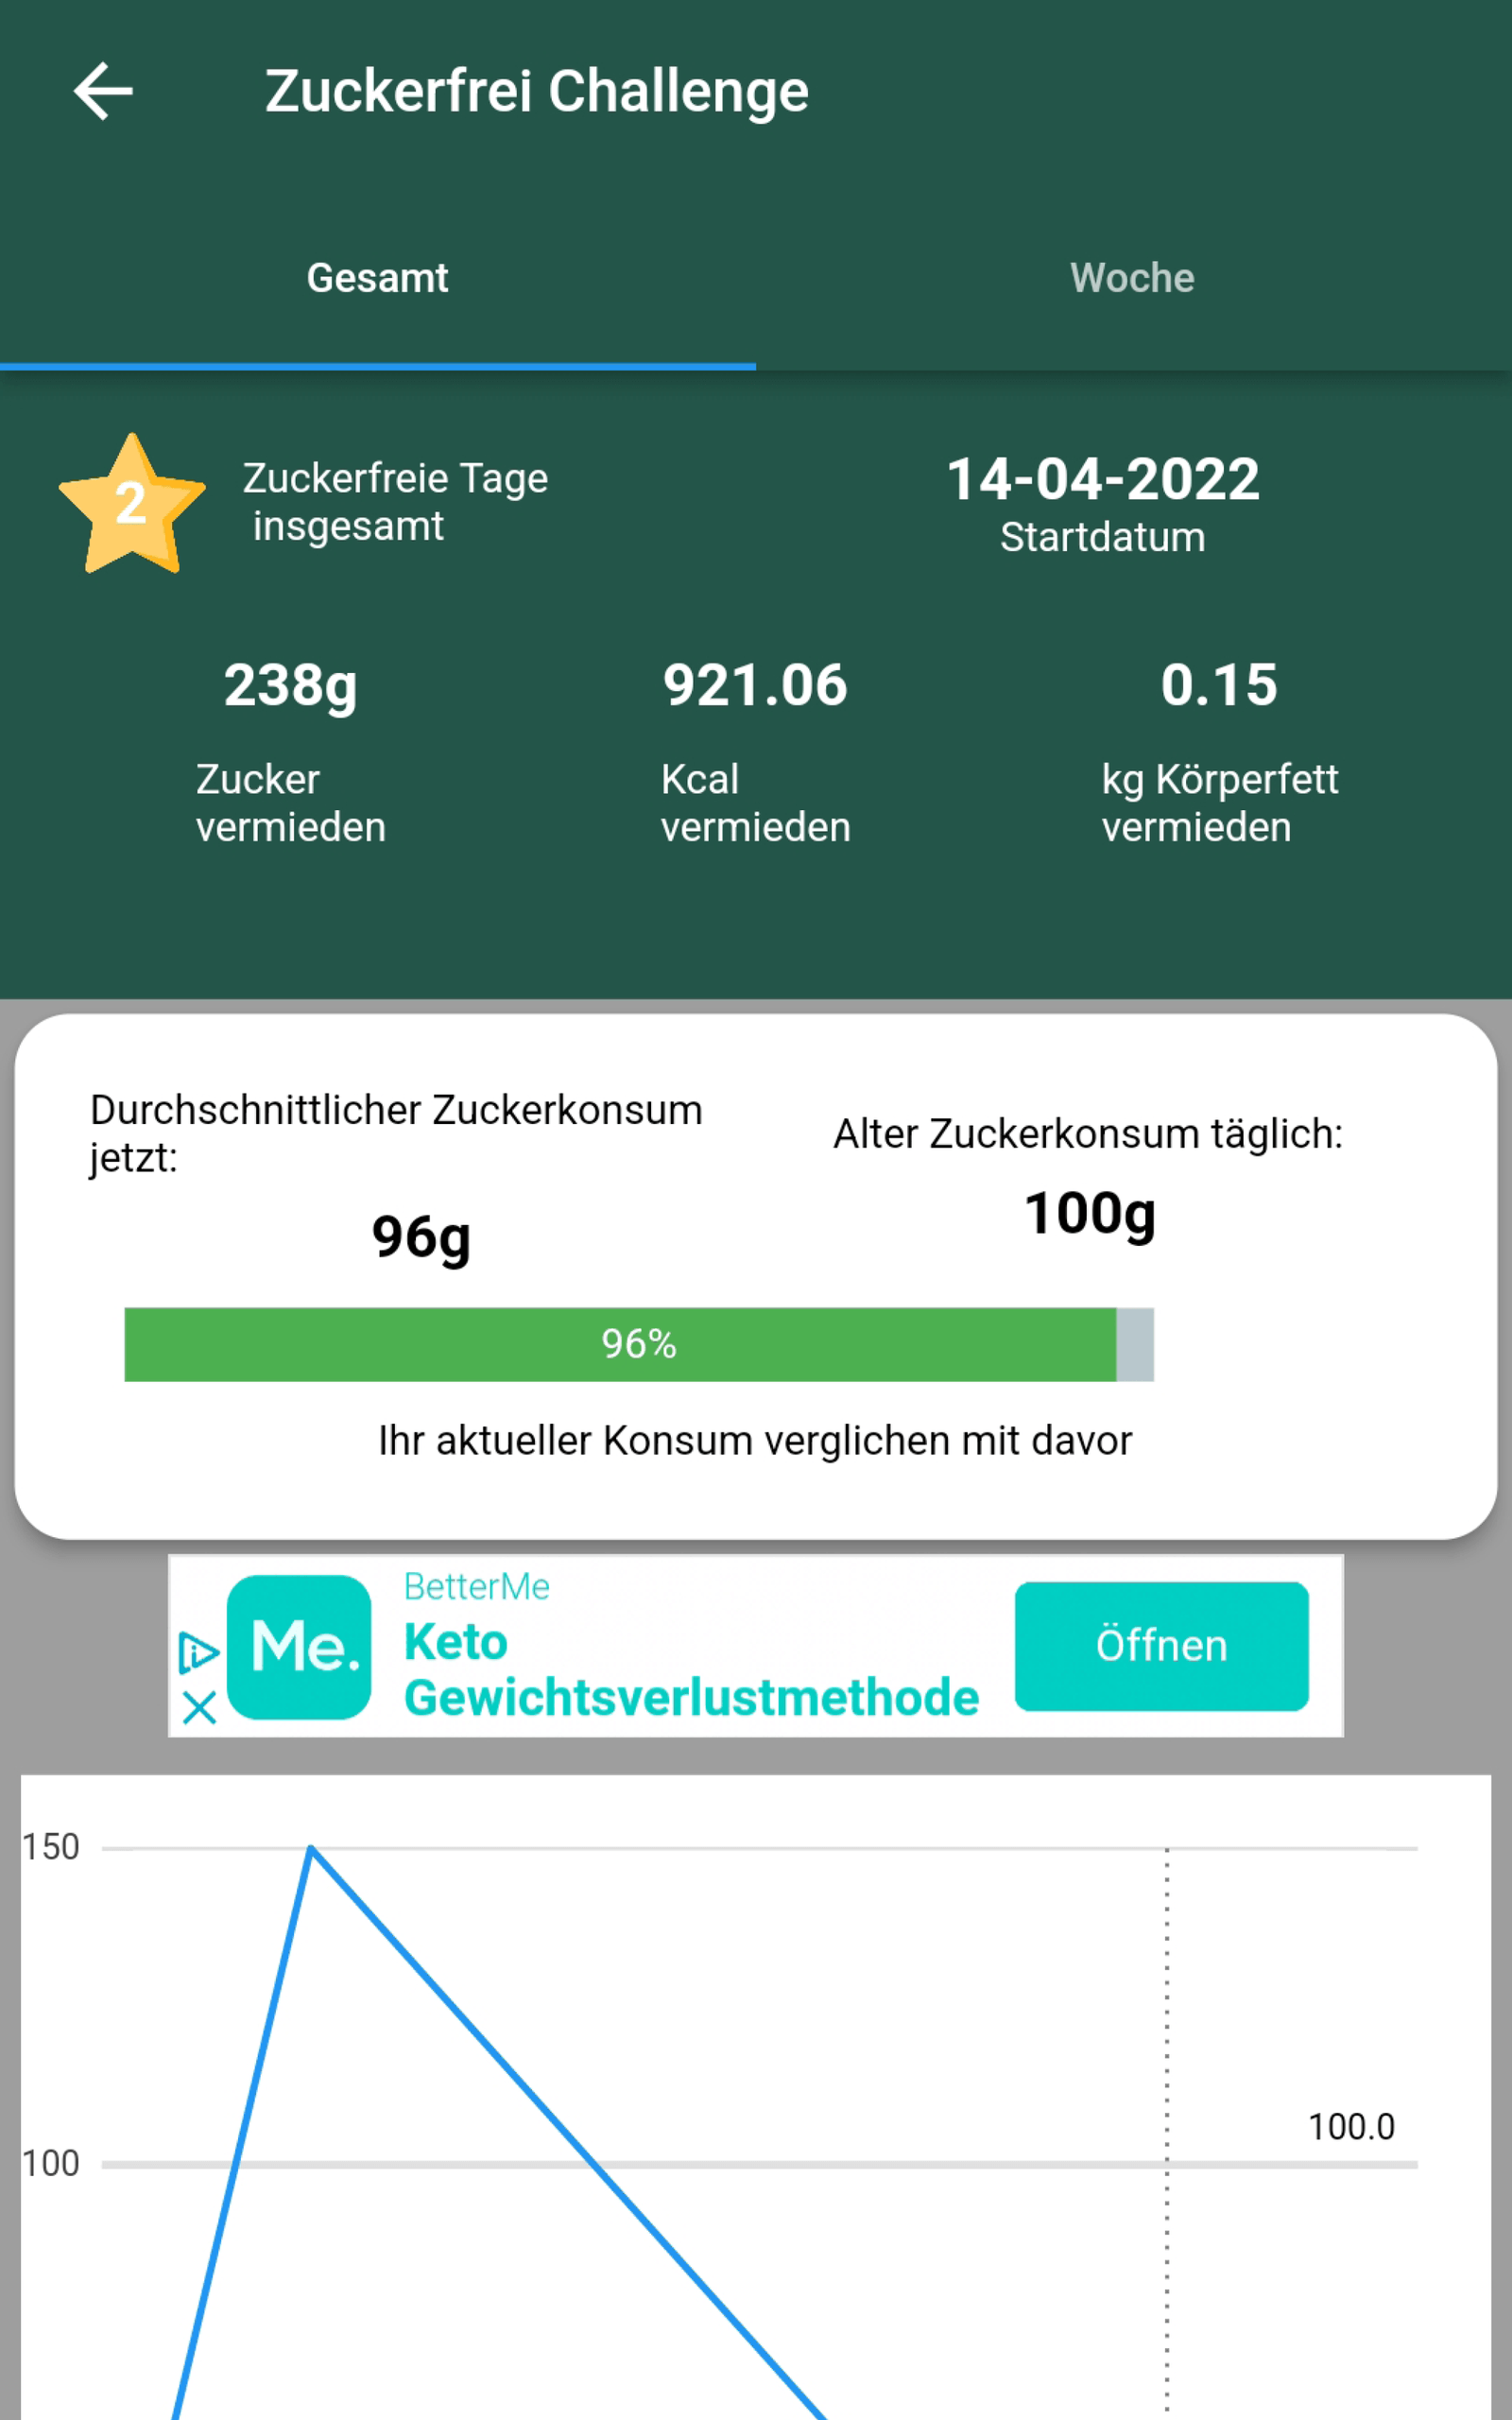 Zuckerfrei Challenge
Gesamt
Woche
2
Zuckerfreie Tage
insgesamt
14-04-2022
Startdatum
238g
921.06
0.15
Zucker
vermieden
Kcal
vermieden
kg Körperfett
vermieden
Durchschnittlicher Zuckerkonsum
jetzt:
96g
Alter Zuckerkonsum täglich:
100g
96%
Ihr aktueller Konsum verglichen mit davor
Me.
BetterMe
Keto
Gewichtsverlustmethode
Öffnen
150
100.0
100